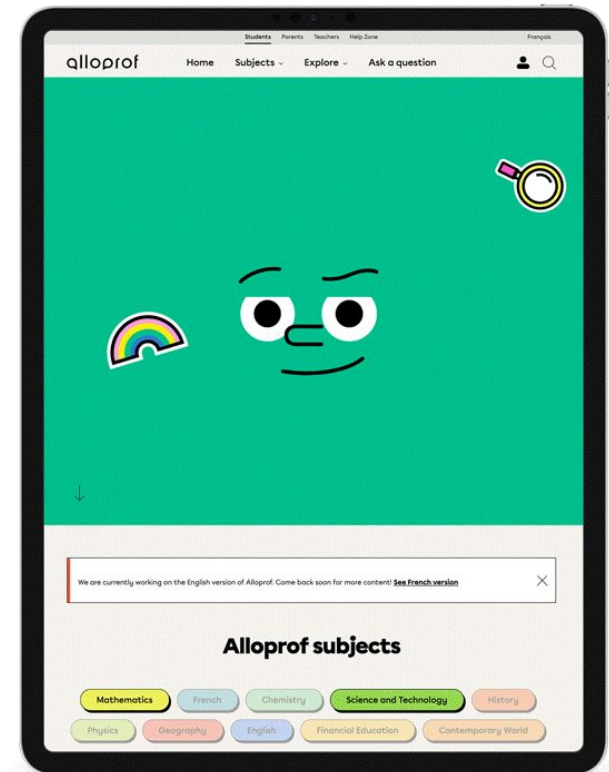 Students Parents Teachers Help Zone Français
alloprof Home Subjects Explore Ask a question
We are currently working on the English version of Alloprof. Come back soon for more content! See French version
Alloprof subjects
Mathematics French Chemistry Science and Technology History
Physics Geography English Financial Education Contemporary World